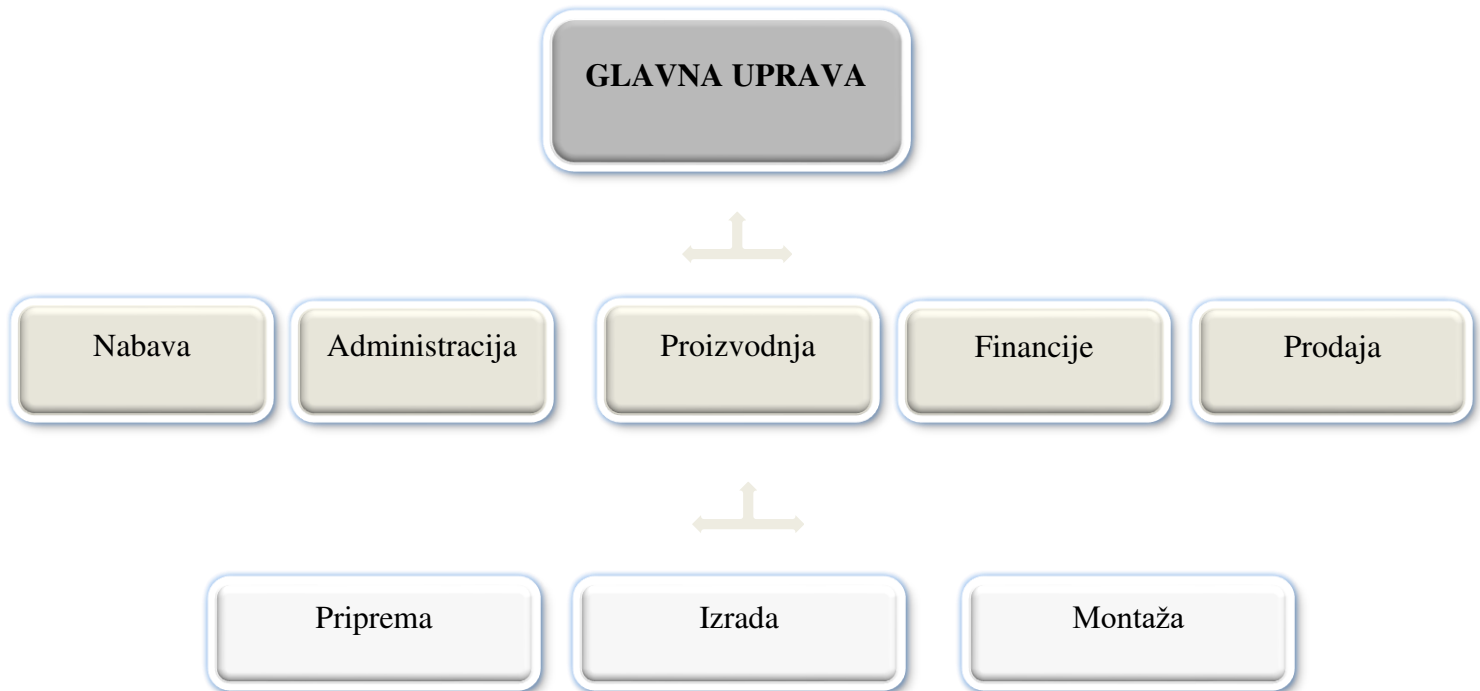 GLAVNA UPRAVA
Nabava
Administracija
Proizvodnja
Financije
Prodaja
Priprema
Izrada
Montaža